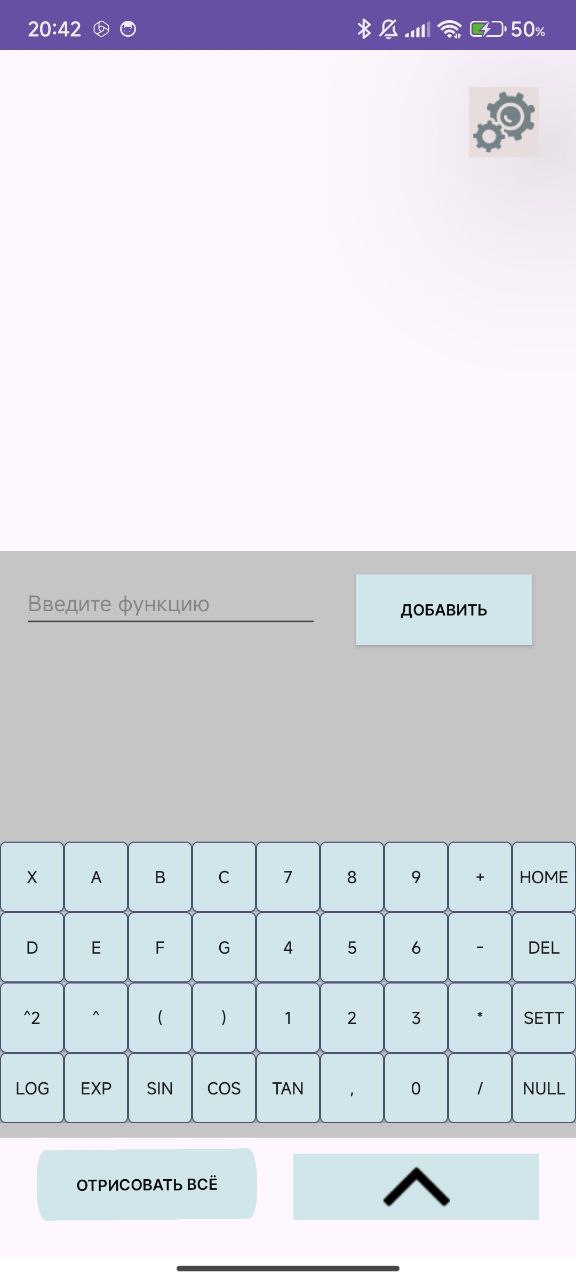 20:42 50%
Введите функцию
ДОБАВИТЬ
X A B C 7 8 9 + HOME
D E F G 4 5 6 - DEL
^2 ^ ( ) 1 2 3 * SETT
LOG EXP SIN COS TAN , 0 / NULL
ОТРИСОВАТЬ ВСЁ